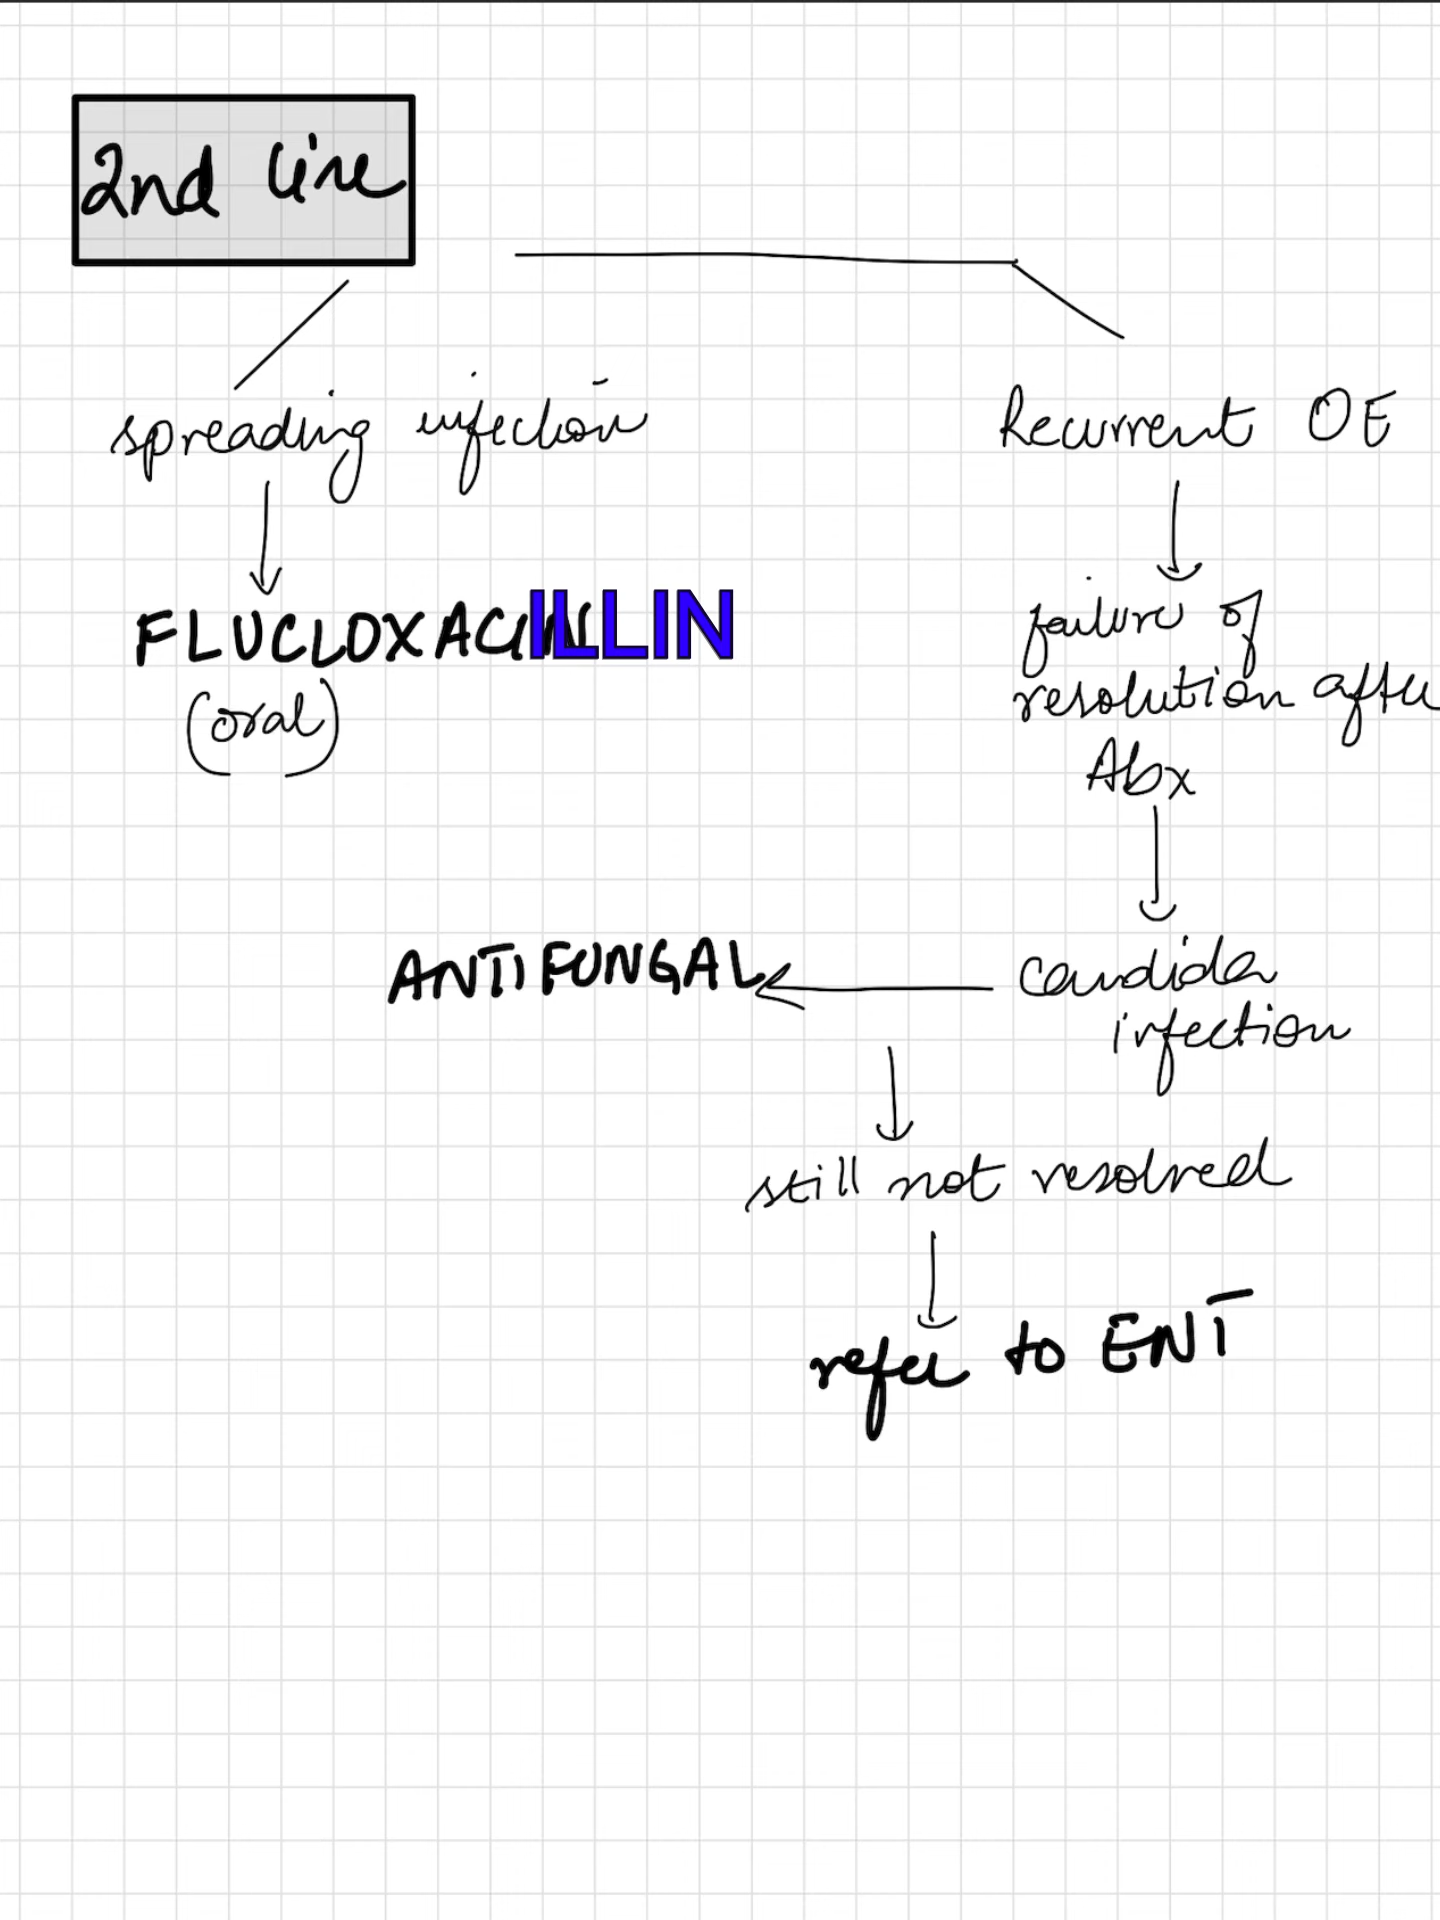 2nd line
spreading infection
Recurrent OE
FLUCLOXACILLIN
(oral)
failure of
resolution after
Abx
candida
infection
ANTIFUNGAL
still not resolved
refer to ENT